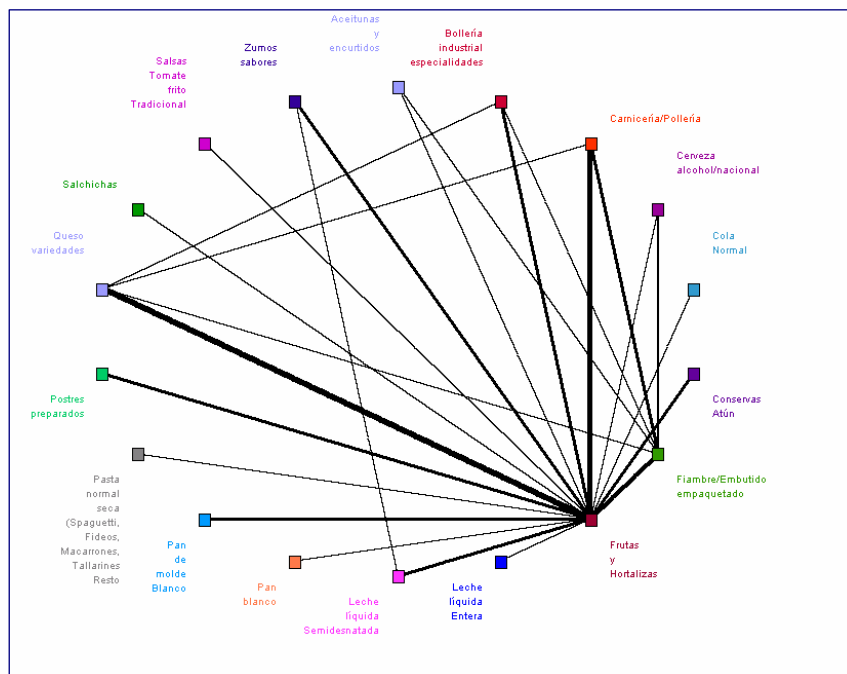 Aceitunas
y
encurtidos
Bollería
industrial
especialidades
Zumos
sabores
Salsas
Tomate
frito
Tradicional
Carnicería/Pollería
Cerveza
alcohol/nacional
Salchichas
Queso
variedades
Cola
Normal
Postres
preparados
Conservas
Atún
Pasta
normal
seca
(Spaguetti,
Fideos,
Macarrones,
Tallarines
Resto
Fiambre/Embutido
empaquetado
Pan
de
molde
Blanco
Pan
blanco
Leche
líquida
Semidesnatada
Leche
líquida
Entera
Frutas
y
Hortalizas